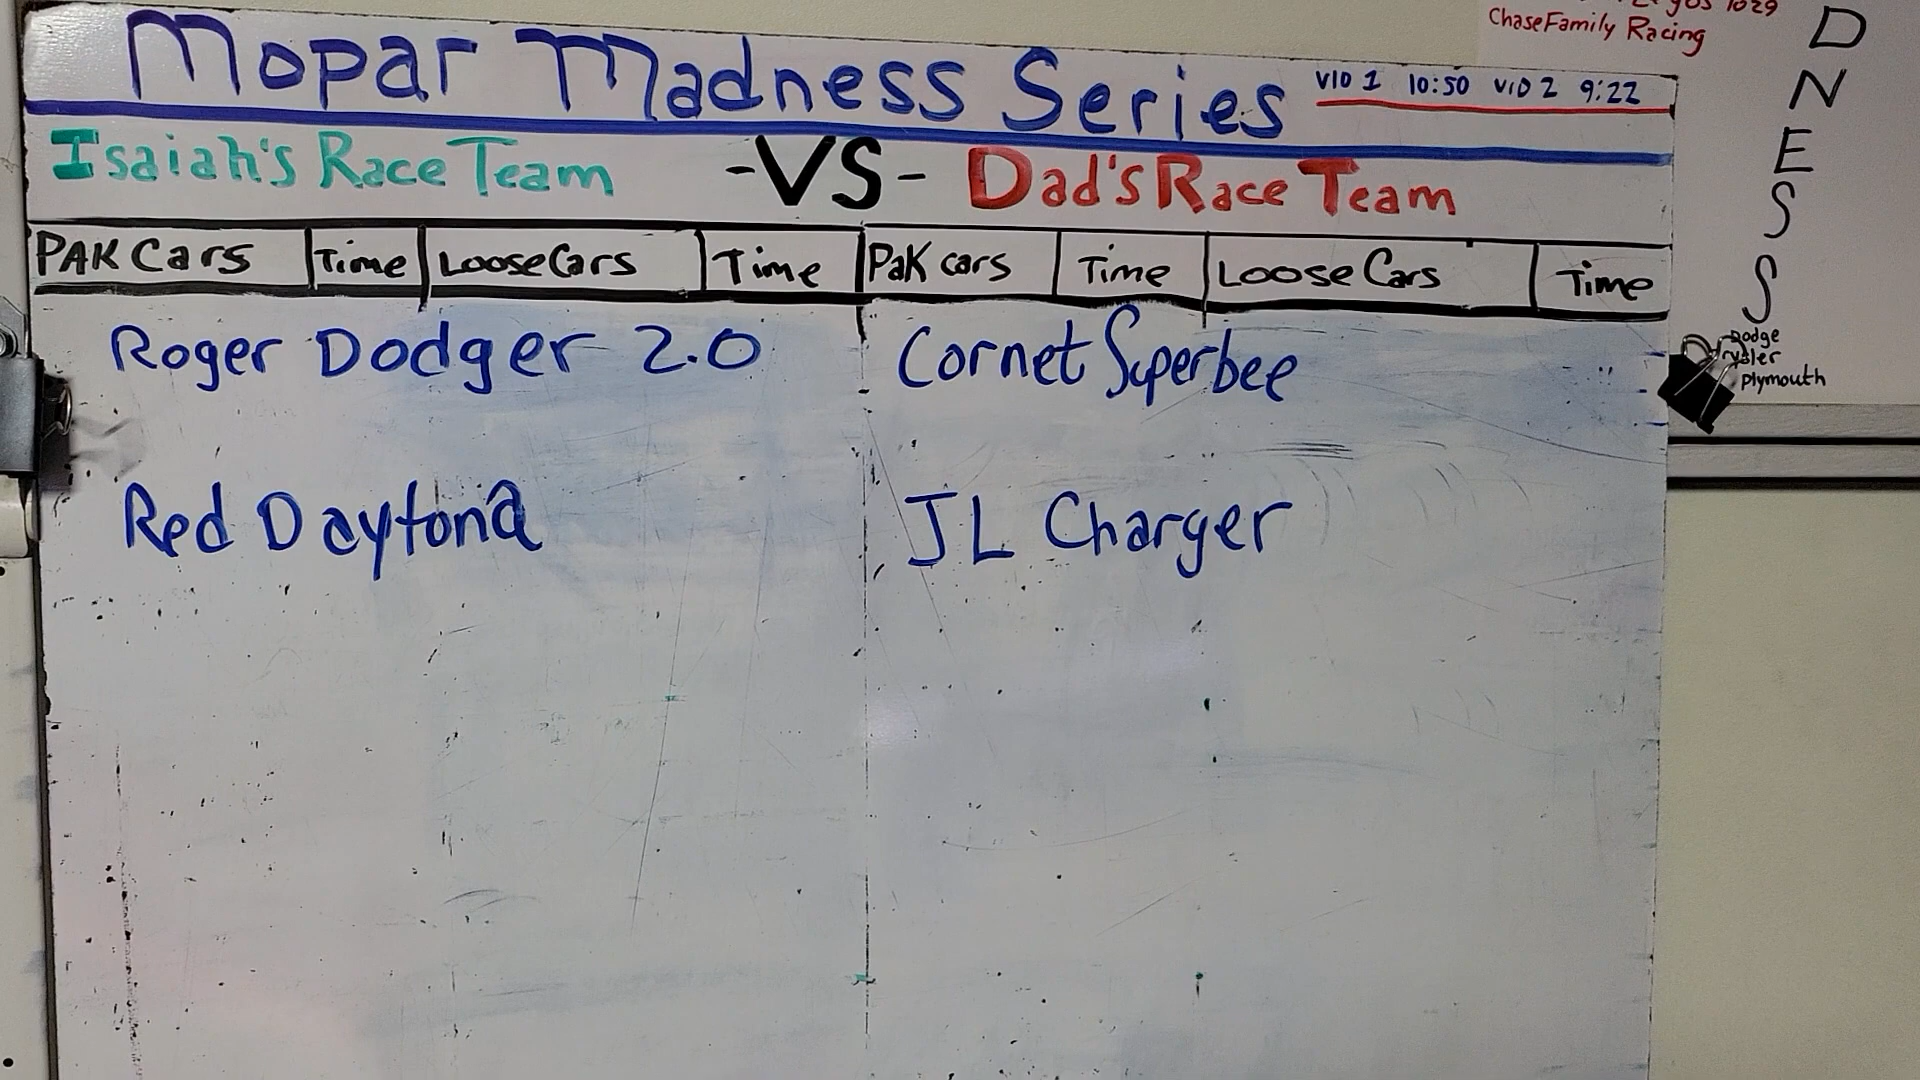 Mopar Madness Series
VID 1 10:50 VID 2 9:22
Isaiah's Race Team -VS- Dad's Race Team
PAK Cars Time Loose Cars Time Pak cars Time Loose Cars Time
Roger Dodger 2.0 Cornet Superbee
Red Daytona JL Charger
1029
Chase Family Racing
D
N
E
S
S
Dodge
plymouth